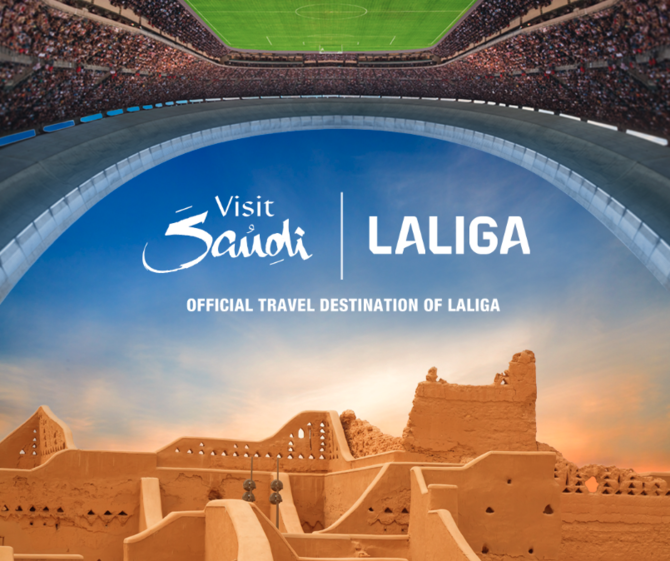 Visit
Saudi
LALIGA
OFFICIAL TRAVEL DESTINATION OF LALIGA